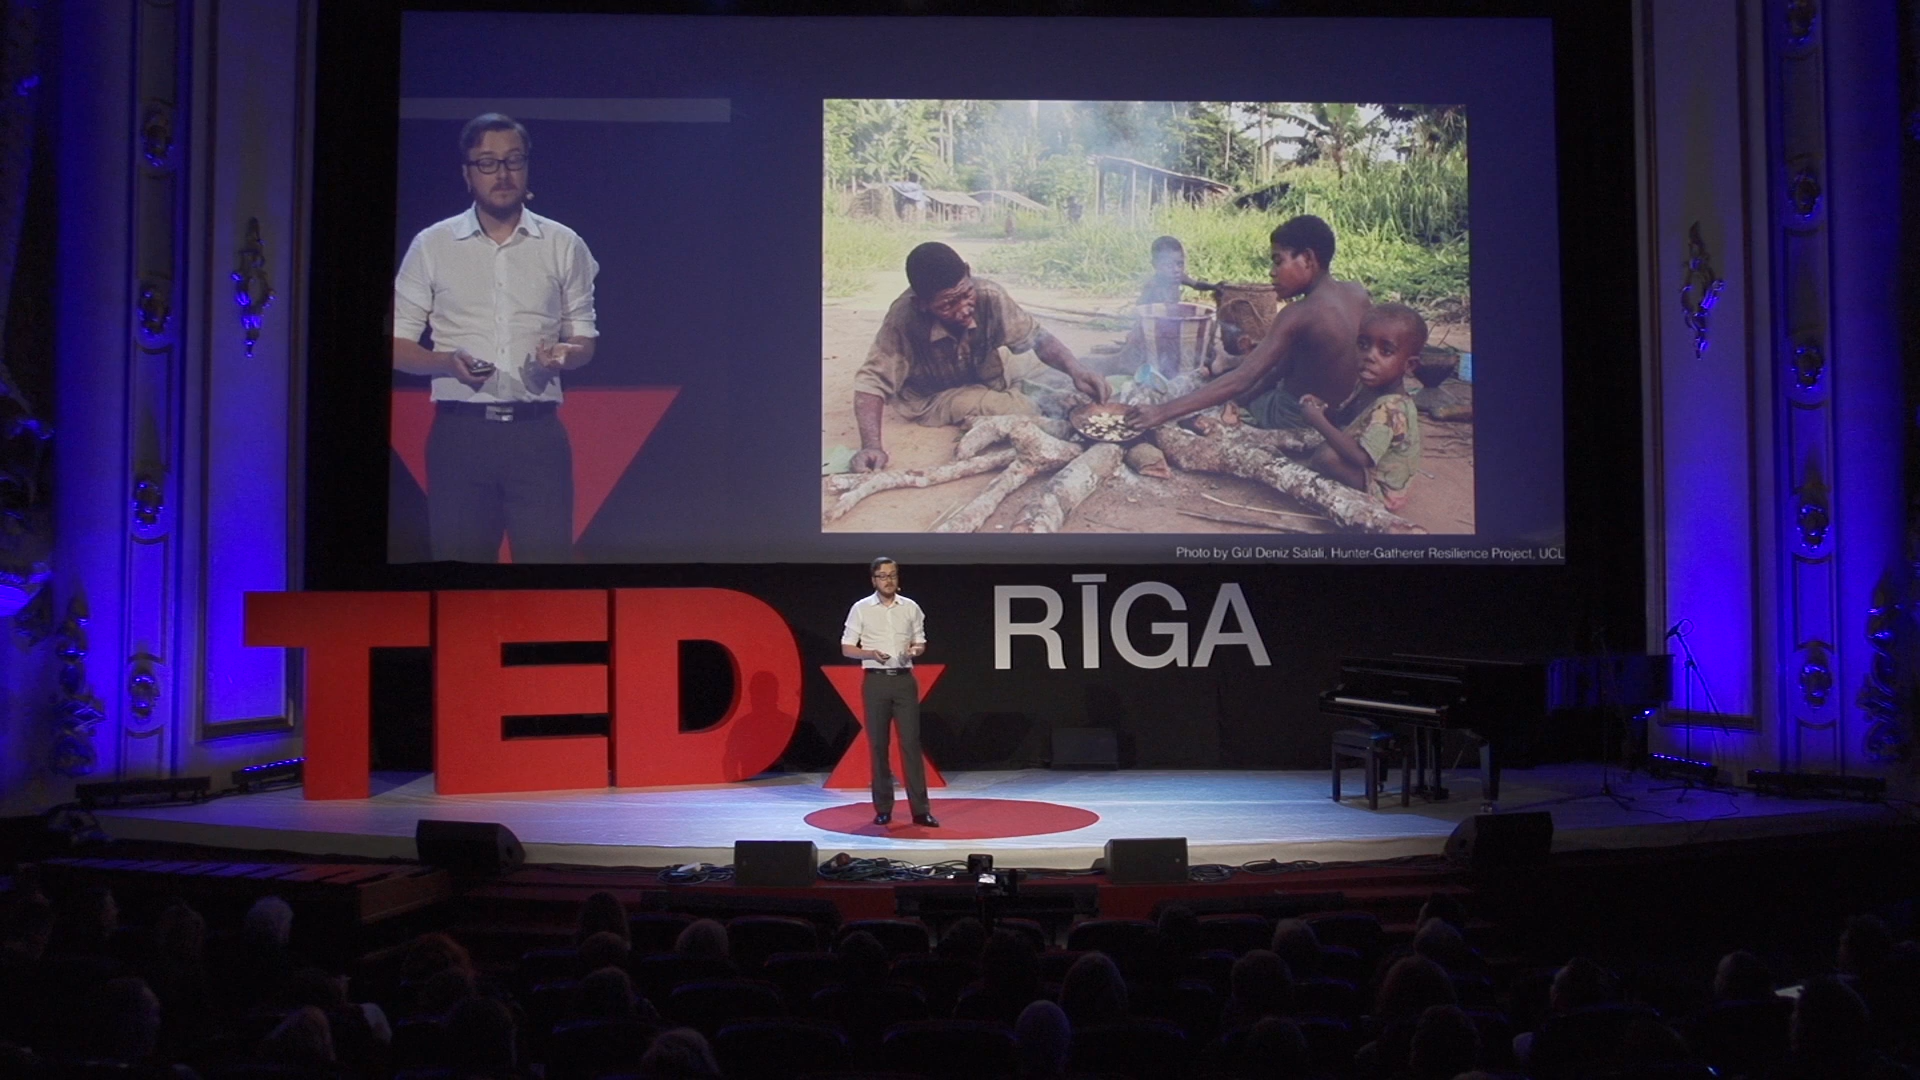 Photo by Gül Deniz Salali, Hunter-Gatherer Resilience Project, UCL
TEDx RĪGA